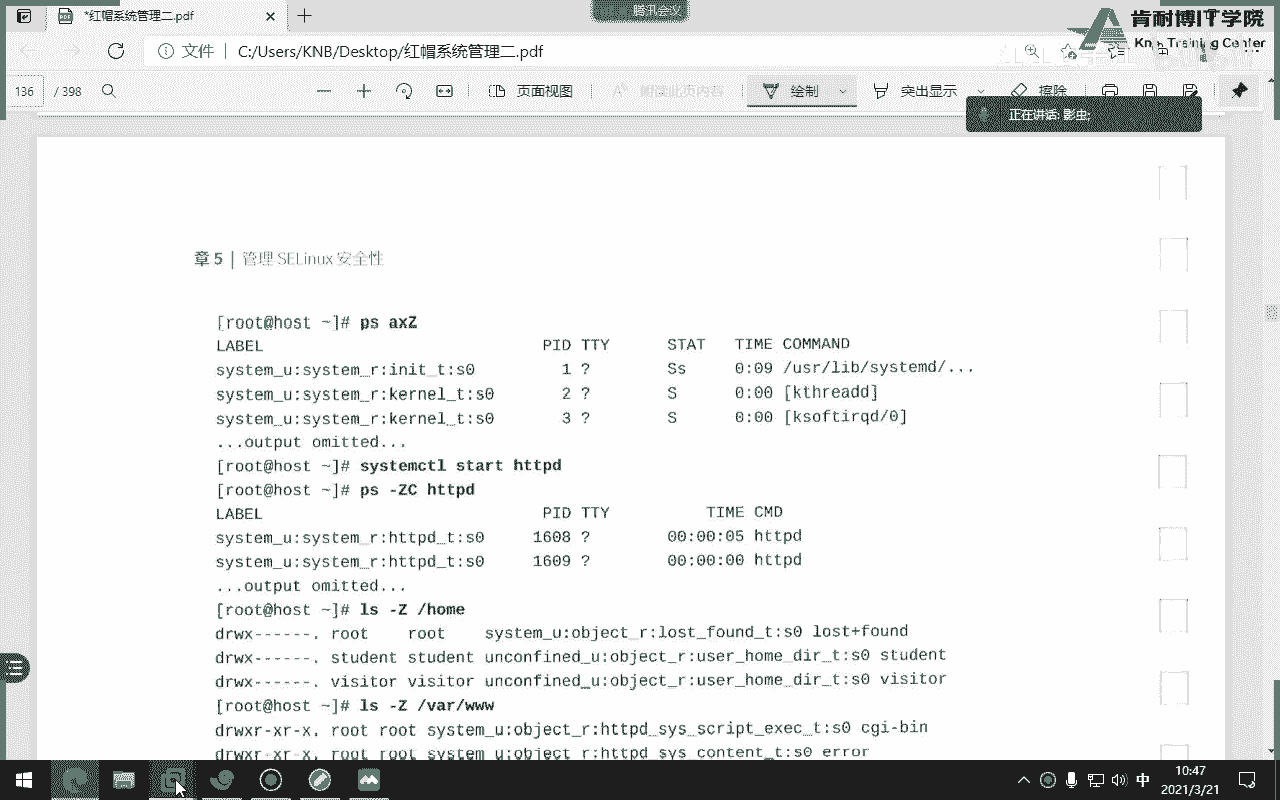 *红帽系统管理二.pdf
腾讯会议
肯耐博IT学院
文件 C:/Users/KNB/Desktop/红帽系统管理二.pdf
136 / 398
页面视图
朗读此页内容
绘制
突出显示
擦除
正在讲话: 影虫;
章 5 | 管理 SELinux 安全性
[root@host ~]# ps axZ
LABEL PID TTY STAT TIME COMMAND
system_u:system_r:init_t:s0 1 ? Ss 0:09 /usr/lib/systemd/...
system_u:system_r:kernel_t:s0 2 ? S 0:00 [kthreadd]
system_u:system_r:kernel_t:s0 3 ? S 0:00 [ksoftirqd/0]
...output omitted...
[root@host ~]# systemctl start httpd
[root@host ~]# ps -ZC httpd
LABEL PID TTY TIME CMD
system_u:system_r:httpd_t:s0 1608 ? 00:00:05 httpd
system_u:system_r:httpd_t:s0 1609 ? 00:00:00 httpd
...output omitted...
[root@host ~]# ls -Z /home
drwx------. root root system_u:object_r:lost_found_t:s0 lost+found
drwx------. student student unconfined_u:object_r:user_home_dir_t:s0 student
drwx------. visitor visitor unconfined_u:object_r:user_home_dir_t:s0 visitor
[root@host ~]# ls -Z /var/www
drwxr-xr-x. root root system_u:object_r:httpd_sys_script_exec_t:s0 cgi-bin
drwxr-xr-x. root root system_u:object_r:httpd_sys_content_t:s0 error
中
10:47
2021/3/21